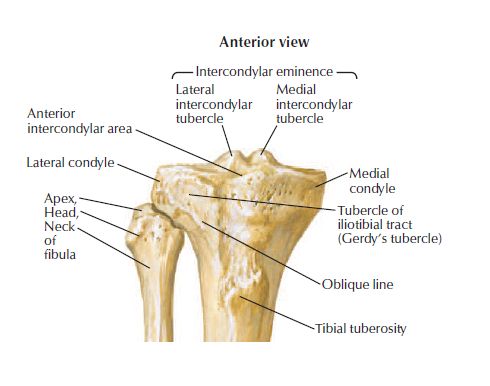 Anterior view
Intercondylar eminence
Lateral
intercondylar
tubercle
Medial
intercondylar
tubercle
Anterior
intercondylar area
Lateral condyle
Apex,
Head,
Neck
of
fibula
Medial
condyle
Tubercle of
iliotibial tract
(Gerdy's tubercle)
Oblique line
Tibial tuberosity